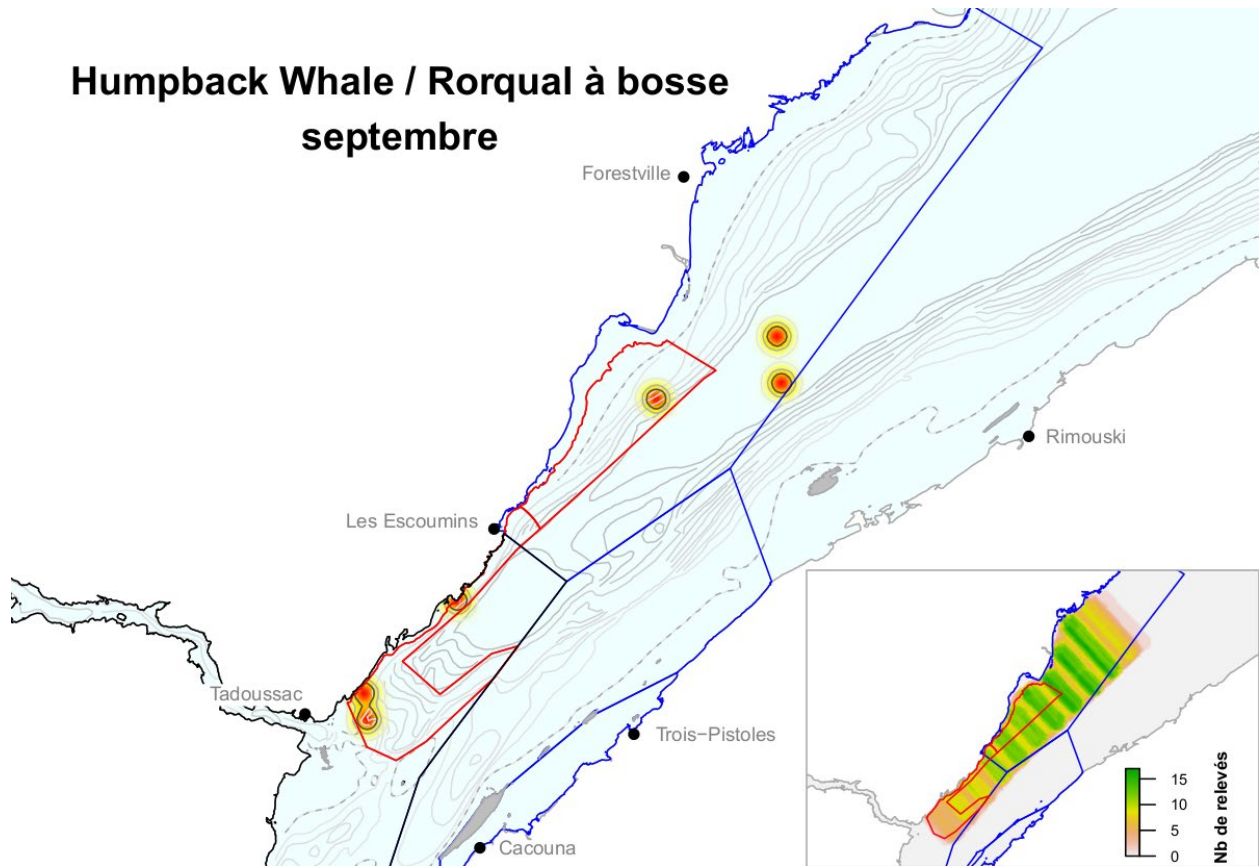 Humpback Whale / Rorqual à bosse
septembre
Forestville
Rimouski
Les Escoumins
Tadoussac
Trois−Pistoles
Cacouna
15
10
5
0
Nb de relevés